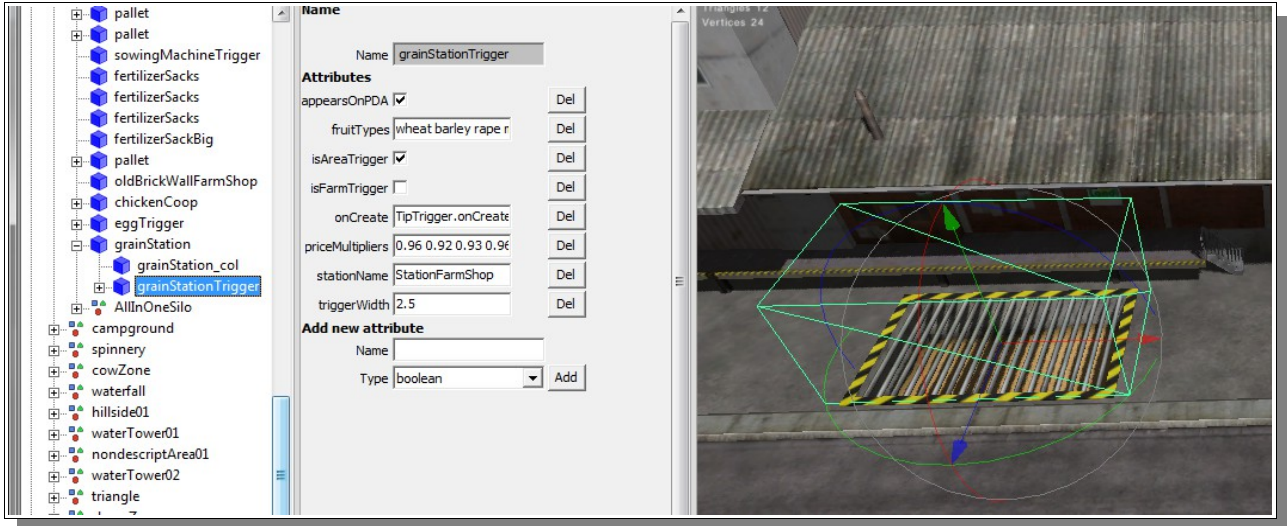 pallet
pallet
sowingMachineTrigger
fertilizerSacks
fertilizerSacks
fertilizerSacks
fertilizerSackBig
pallet
oldBrickWallFarmShop
chickenCoop
eggTrigger
grainStation
grainStation_col
grainStationTrigger
AllInOneSilo
campground
spinnery
cowZone
waterfall
hillside01
waterTower01
nondescriptArea01
waterTower02
triangle
Name
Name grainStationTrigger
Attributes
appearsOnPDA Del
fruitTypes wheat barley rape Del
isAreaTrigger Del
isFarmTrigger Del
onCreate TipTrigger.onCreate Del
priceMultipliers 0.96 0.92 0.93 0.96 Del
stationName StationFarmShop Del
triggerWidth 2.5 Del
Add new attribute
Name
Type boolean Add
Triangles 12
Vertices 24